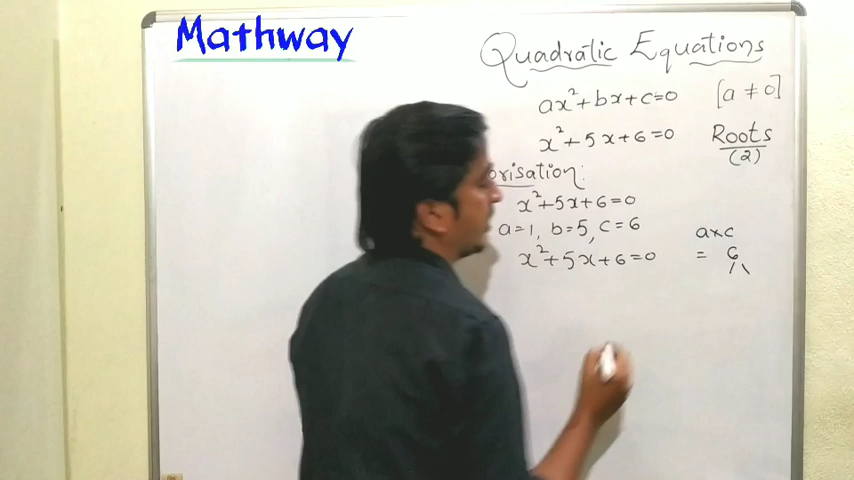 Mathway
Quadratic Equations
ax²+bx+c=0 [a ≠ 0]
x²+5x+6=0 Roots
(2)
orisation:
x²+5x+6=0
a=1, b=5, c=6
a×c
x²+5x+6=0 = 6